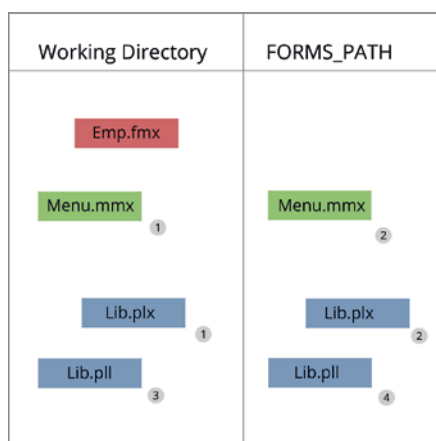 Working Directory FORMS_PATH
Emp.fmx
Menu.mmx Menu.mmx
1 2
Lib.plx Lib.plx
1 2
Lib.pll Lib.pll
3 4